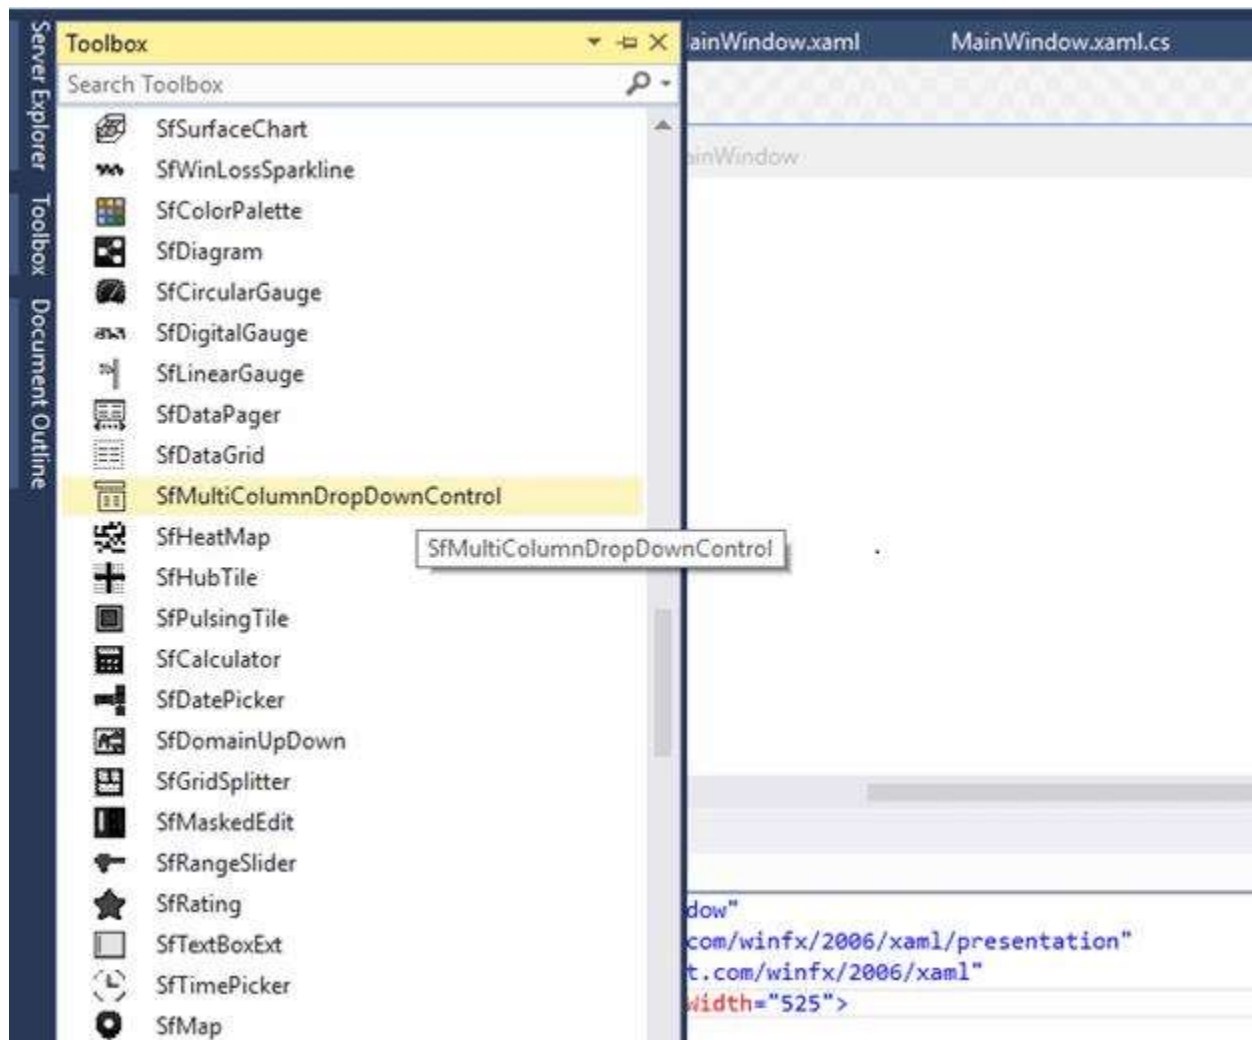 Server Explorer
Toolbox
Document Outline
Toolbox
Search Toolbox
SfSurfaceChart
SfWinLossSparkline
SfColorPalette
SfDiagram
SfCircularGauge
SfDigitalGauge
SfLinearGauge
SfDataPager
SfDataGrid
SfMultiColumnDropDownControl
SfHeatMap
SfMultiColumnDropDownControl
SfHubTile
SfPulsingTile
SfCalculator
SfDatePicker
SfDomainUpDown
SfGridSplitter
SfMaskedEdit
SfRangeSlider
SfRating
SfTextBoxExt
SfTimePicker
SfMap
ainWindow.xaml MainWindow.xaml.cs
ainWindow
dow"
com/winfx/2006/xaml/presentation"
t.com/winfx/2006/xaml"
Width="525">